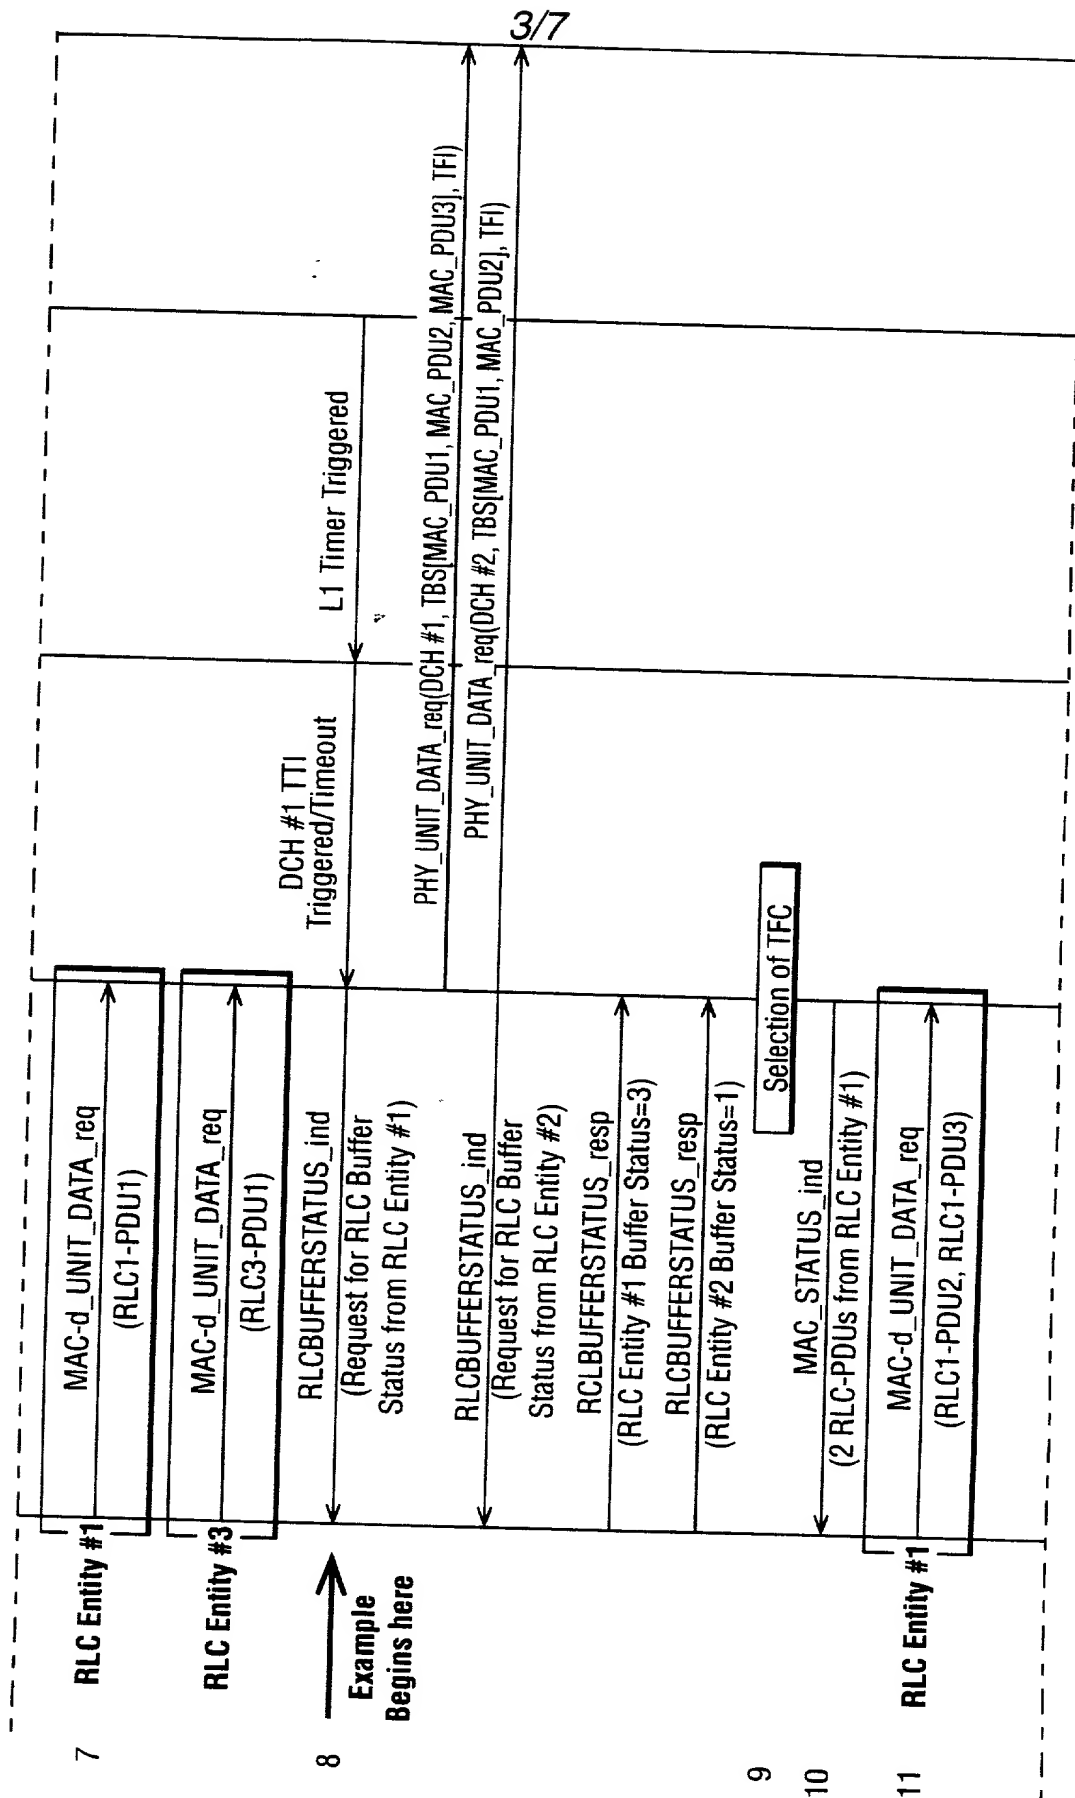 3/7
7
RLC Entity #1
MAC-d_UNIT_DATA_req
(RLC1-PDU1)
RLC Entity #3
MAC-d_UNIT_DATA_req
(RLC3-PDU1)
8
Example
Begins here
RLCBUFFERSTATUS_ind
(Request for RLC Buffer
Status from RLC Entity #1)
DCH #1 TTI
Triggered/Timeout
L1 Timer Triggered
PHY_UNIT_DATA_req(DCH #1, TBS[MAC_PDU1, MAC_PDU2, MAC_PDU3], TFI)
RLCBUFFERSTATUS_ind
(Request for RLC Buffer
Status from RLC Entity #2)
PHY_UNIT_DATA_req(DCH #2, TBS[MAC_PDU1, MAC_PDU2], TFI)
RCLBUFFERSTATUS_resp
(RLC Entity #1 Buffer Status=3)
RLCBUFFERSTATUS_resp
(RLC Entity #2 Buffer Status=1)
9
Selection of TFC
10
MAC_STATUS_ind
(2 RLC-PDUs from RLC Entity #1)
11
RLC Entity #1
MAC-d_UNIT_DATA_req
(RLC1-PDU2, RLC1-PDU3)